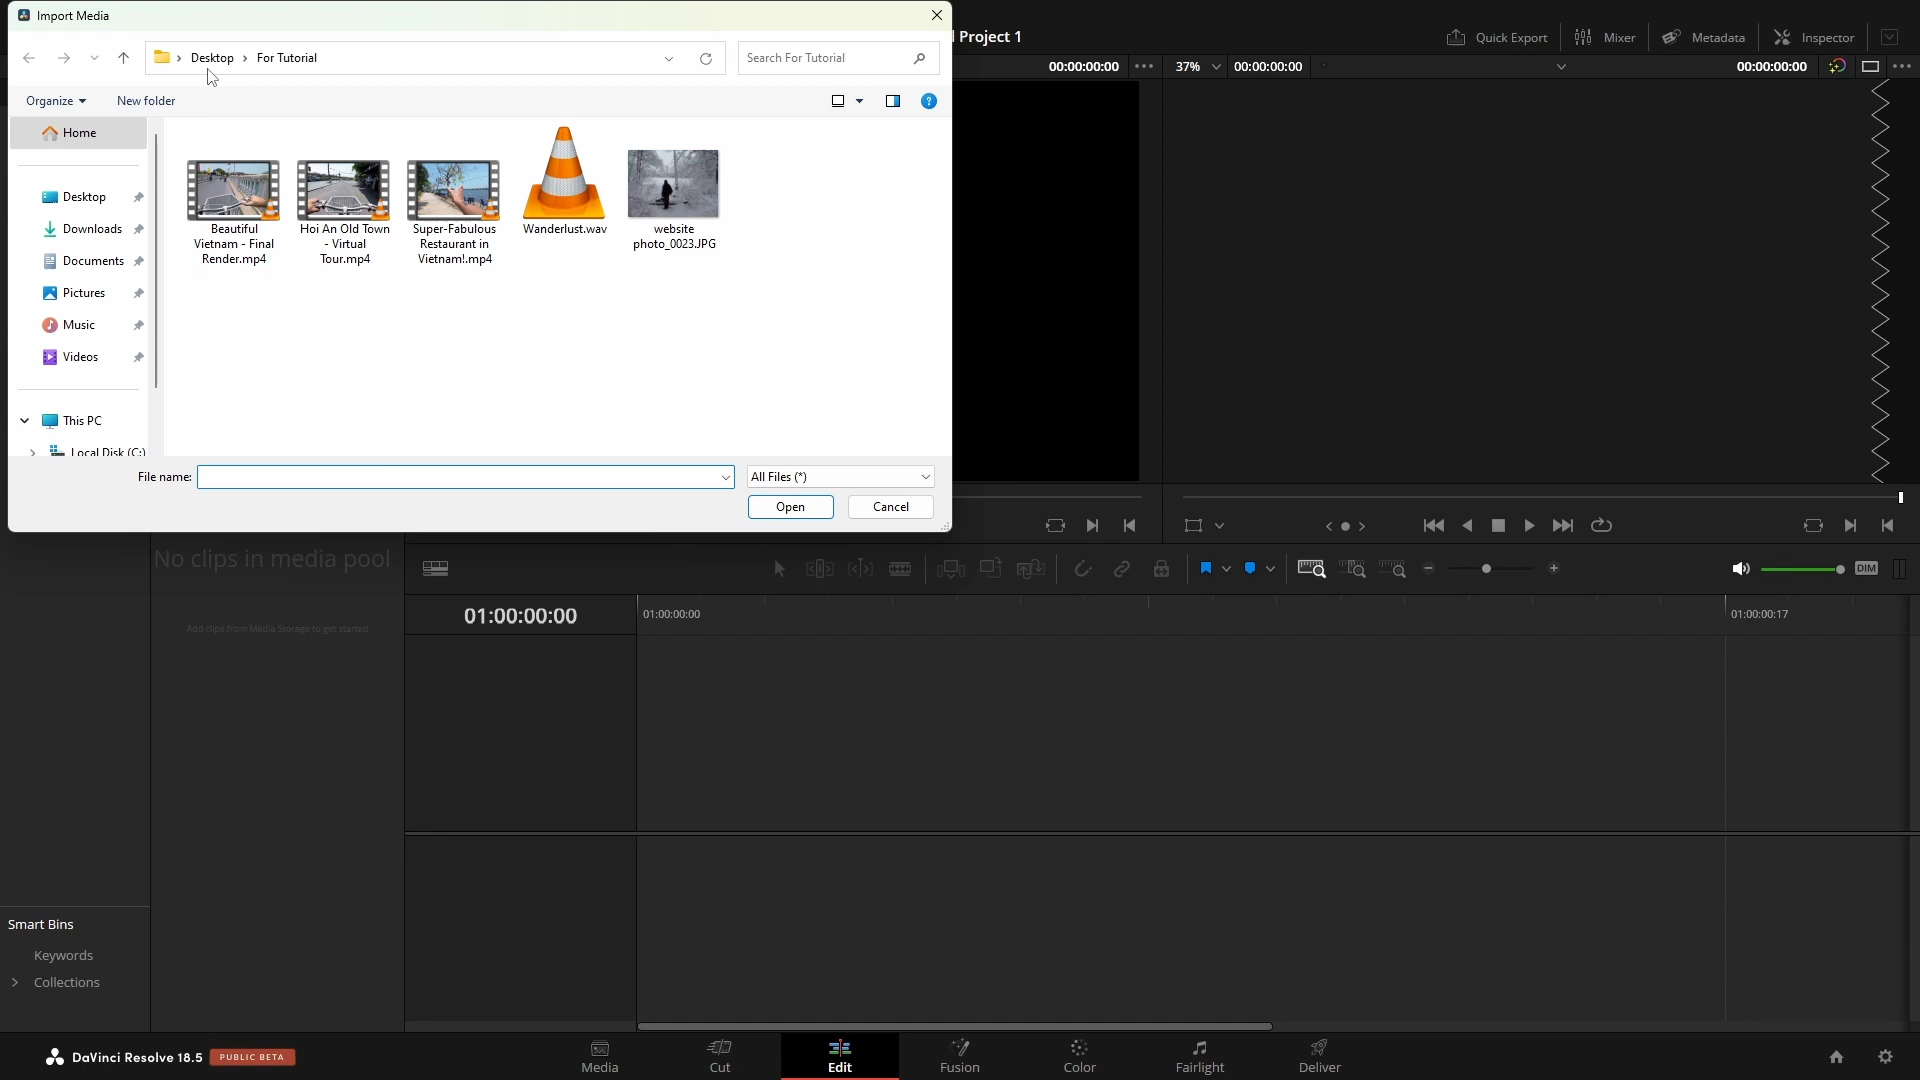 Import Media
Desktop > For Tutorial
Search For Tutorial
Organize
New folder
Home
Desktop
Downloads
Documents
Pictures
Music
Videos
This PC
Local Disk (C:)
Beautiful
Vietnam - Final
Render.mp4
Hoi An Old Town
- Virtual
Tour.mp4
Super-Fabulous
Restaurant in
Vietnam!.mp4
Wanderlust.wav
website
photo_0023.JPG
File name:
All Files (*)
Open
Cancel
Project 1
Quick Export
Mixer
Metadata
Inspector
00:00:00:00
37%
00:00:00:00
00:00:00:00
No clips in media pool
Add clips from Media Storage to get started
DIM
01:00:00:00
01:00:00:00
01:00:00:17
Smart Bins
Keywords
Collections
DaVinci Resolve 18.5
PUBLIC BETA
Media
Cut
Edit
Fusion
Color
Fairlight
Deliver